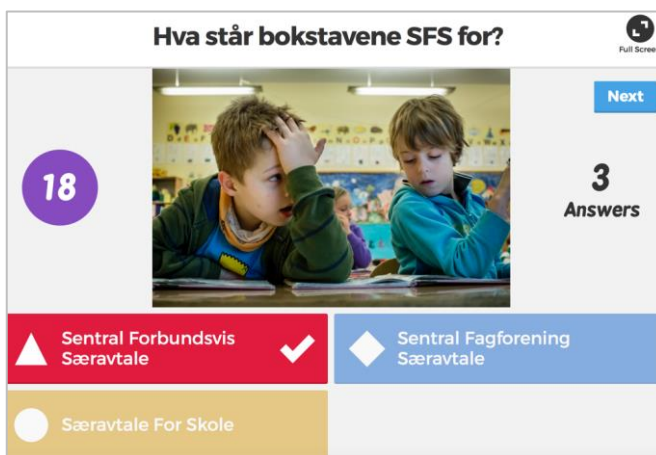 Hva står bokstavene SFS for?
Full Scree
Next
18
3
Answers
Sentral Forbundsvis
Særavtale
Sentral Fagforening
Særavtale
Særavtale For Skole